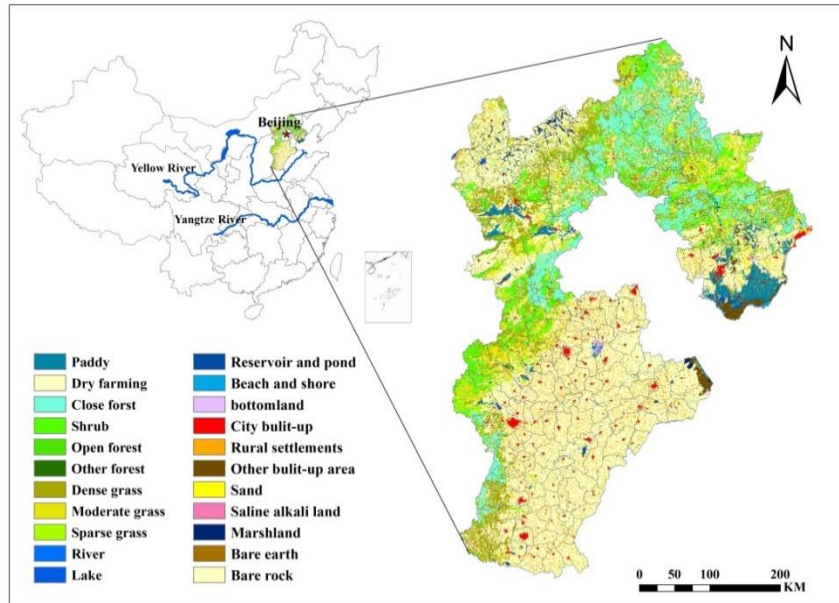 N
Beijing
Yellow River
Yangtze River
Paddy
Dry farming
Close forst
Shrub
Open forest
Other forest
Dense grass
Moderate grass
Sparse grass
River
Lake
Reservoir and pond
Beach and shore
bottomland
City bulit-up
Rural settlements
Other bulit-up area
Sand
Saline alkali land
Marshland
Bare earth
Bare rock
0 50 100 200
KM